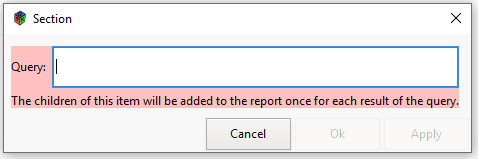 Section
Query:
The children of this item will be added to the report once for each result of the query.
Cancel
Ok
Apply